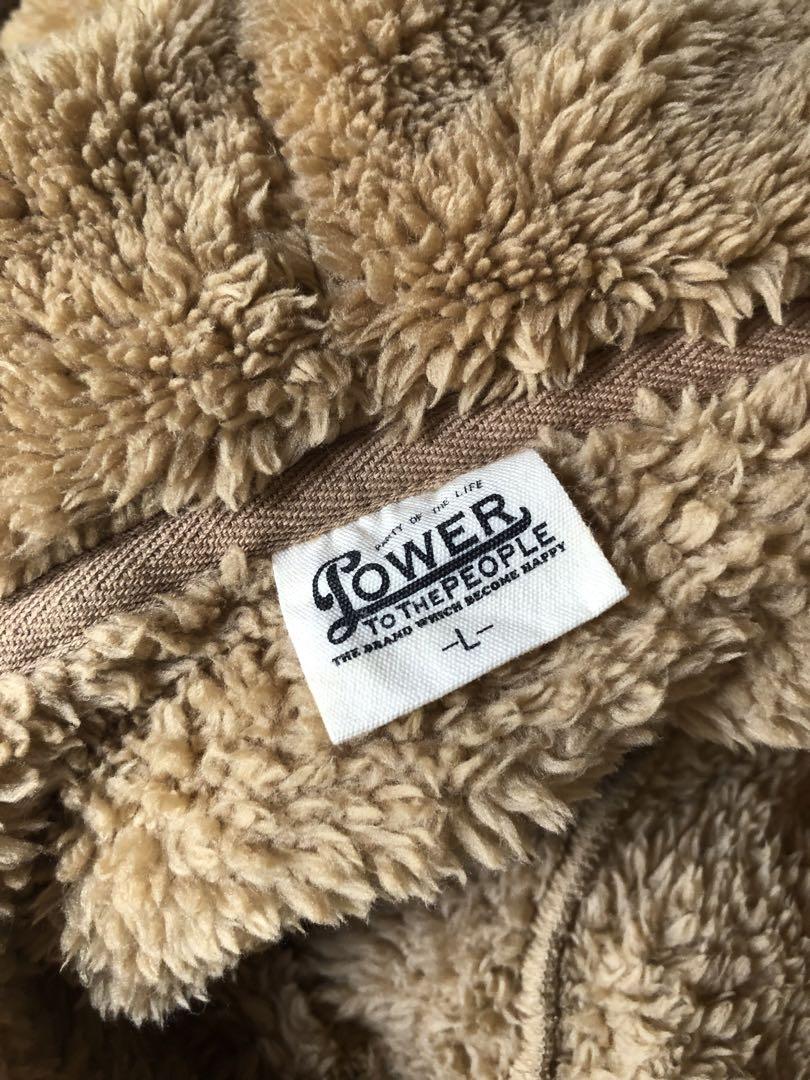 PARTY OF THE LIFE
POWER
TO THE PEOPLE
THE BRAND WHICH BECOME HAPPY
-L-